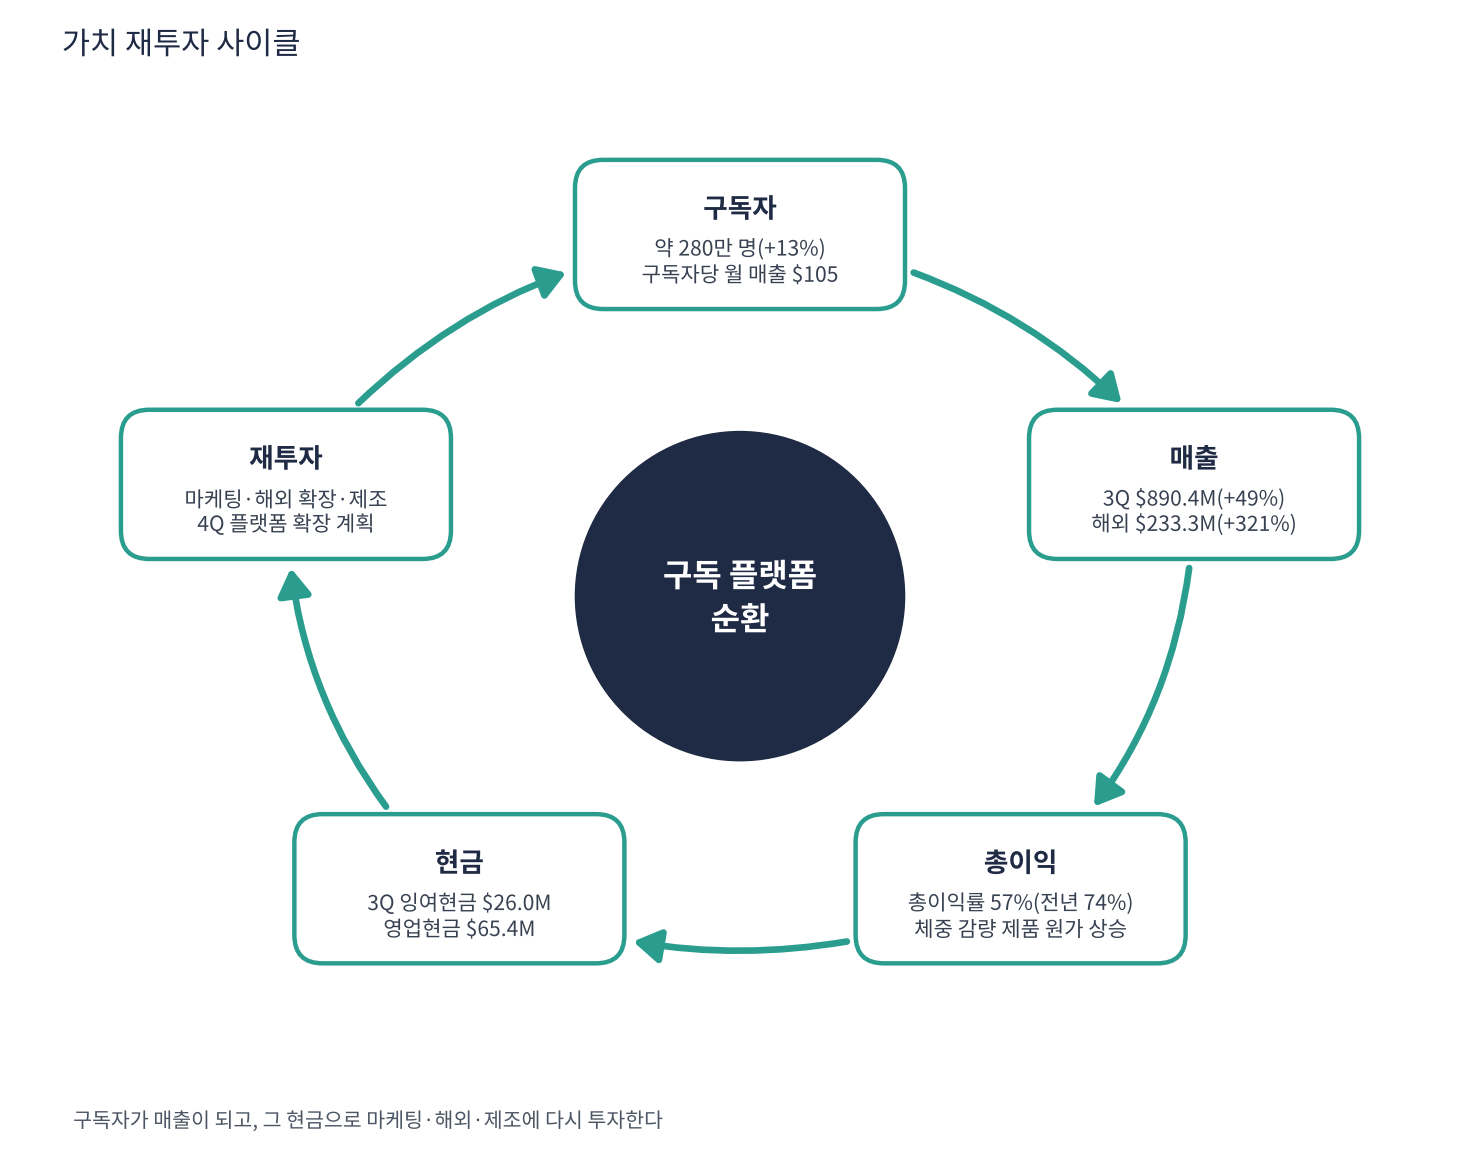 가치 재투자 사이클
구독자
약 280만 명(+13%)
구독자당 월 매출 $105
매출
3Q $890.4M(+49%)
해외 $233.3M(+321%)
총이익
총이익률 57%(전년 74%)
체중 감량 제품 원가 상승
현금
3Q 잉여현금 $26.0M
영업현금 $65.4M
재투자
마케팅·해외 확장·제조
4Q 플랫폼 확장 계획
구독 플랫폼
순환
구독자가 매출이 되고, 그 현금으로 마케팅·해외·제조에 다시 투자한다